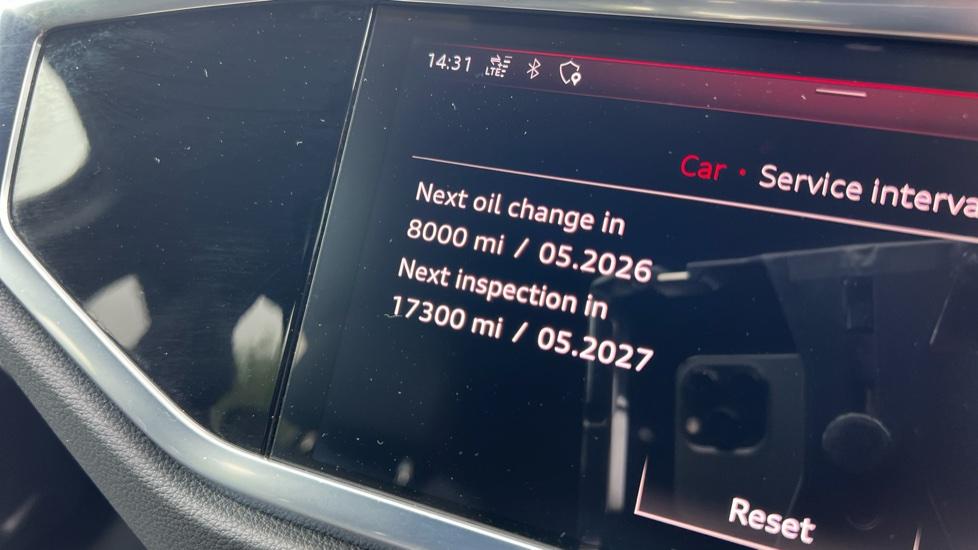 14:31 LTE
Car • Service interva
Next oil change in
8000 mi / 05.2026
Next inspection in
17300 mi / 05.2027
Reset